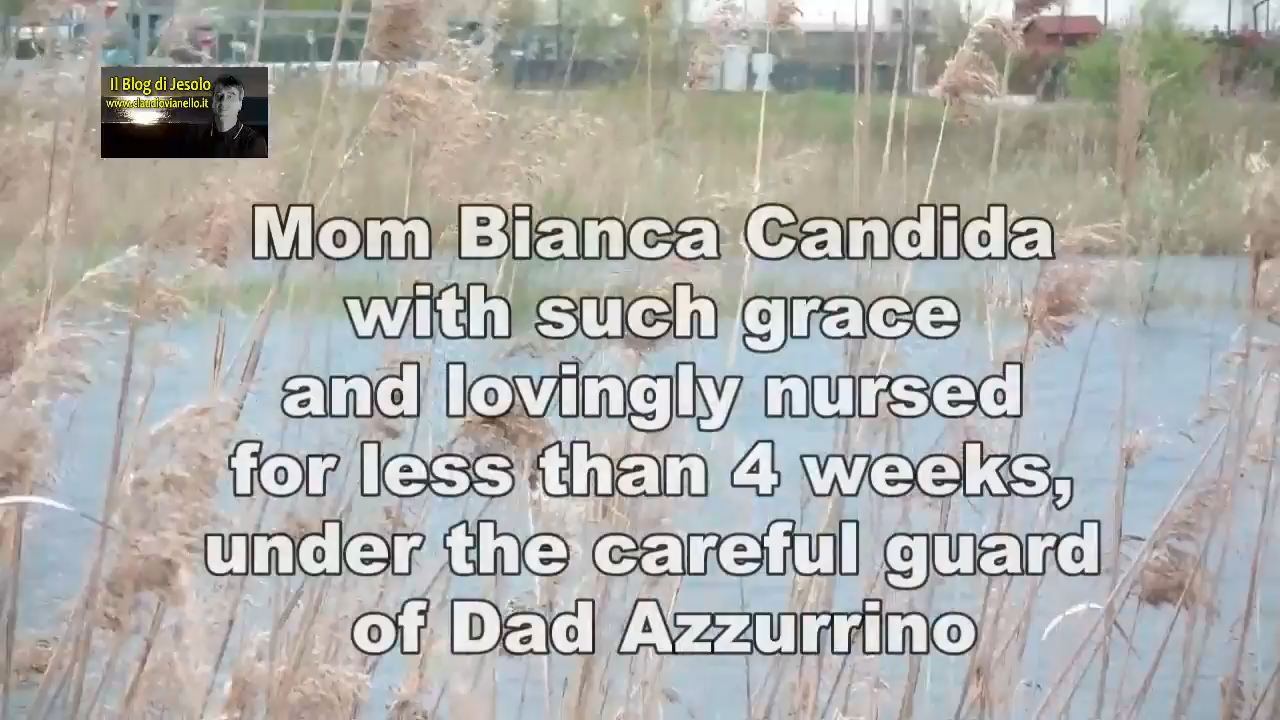 Il Blog di Jesolo
www.claudiovianello.it
Mom Bianca Candida
with such grace
and lovingly nursed
for less than 4 weeks,
under the careful guard
of Dad Azzurrino